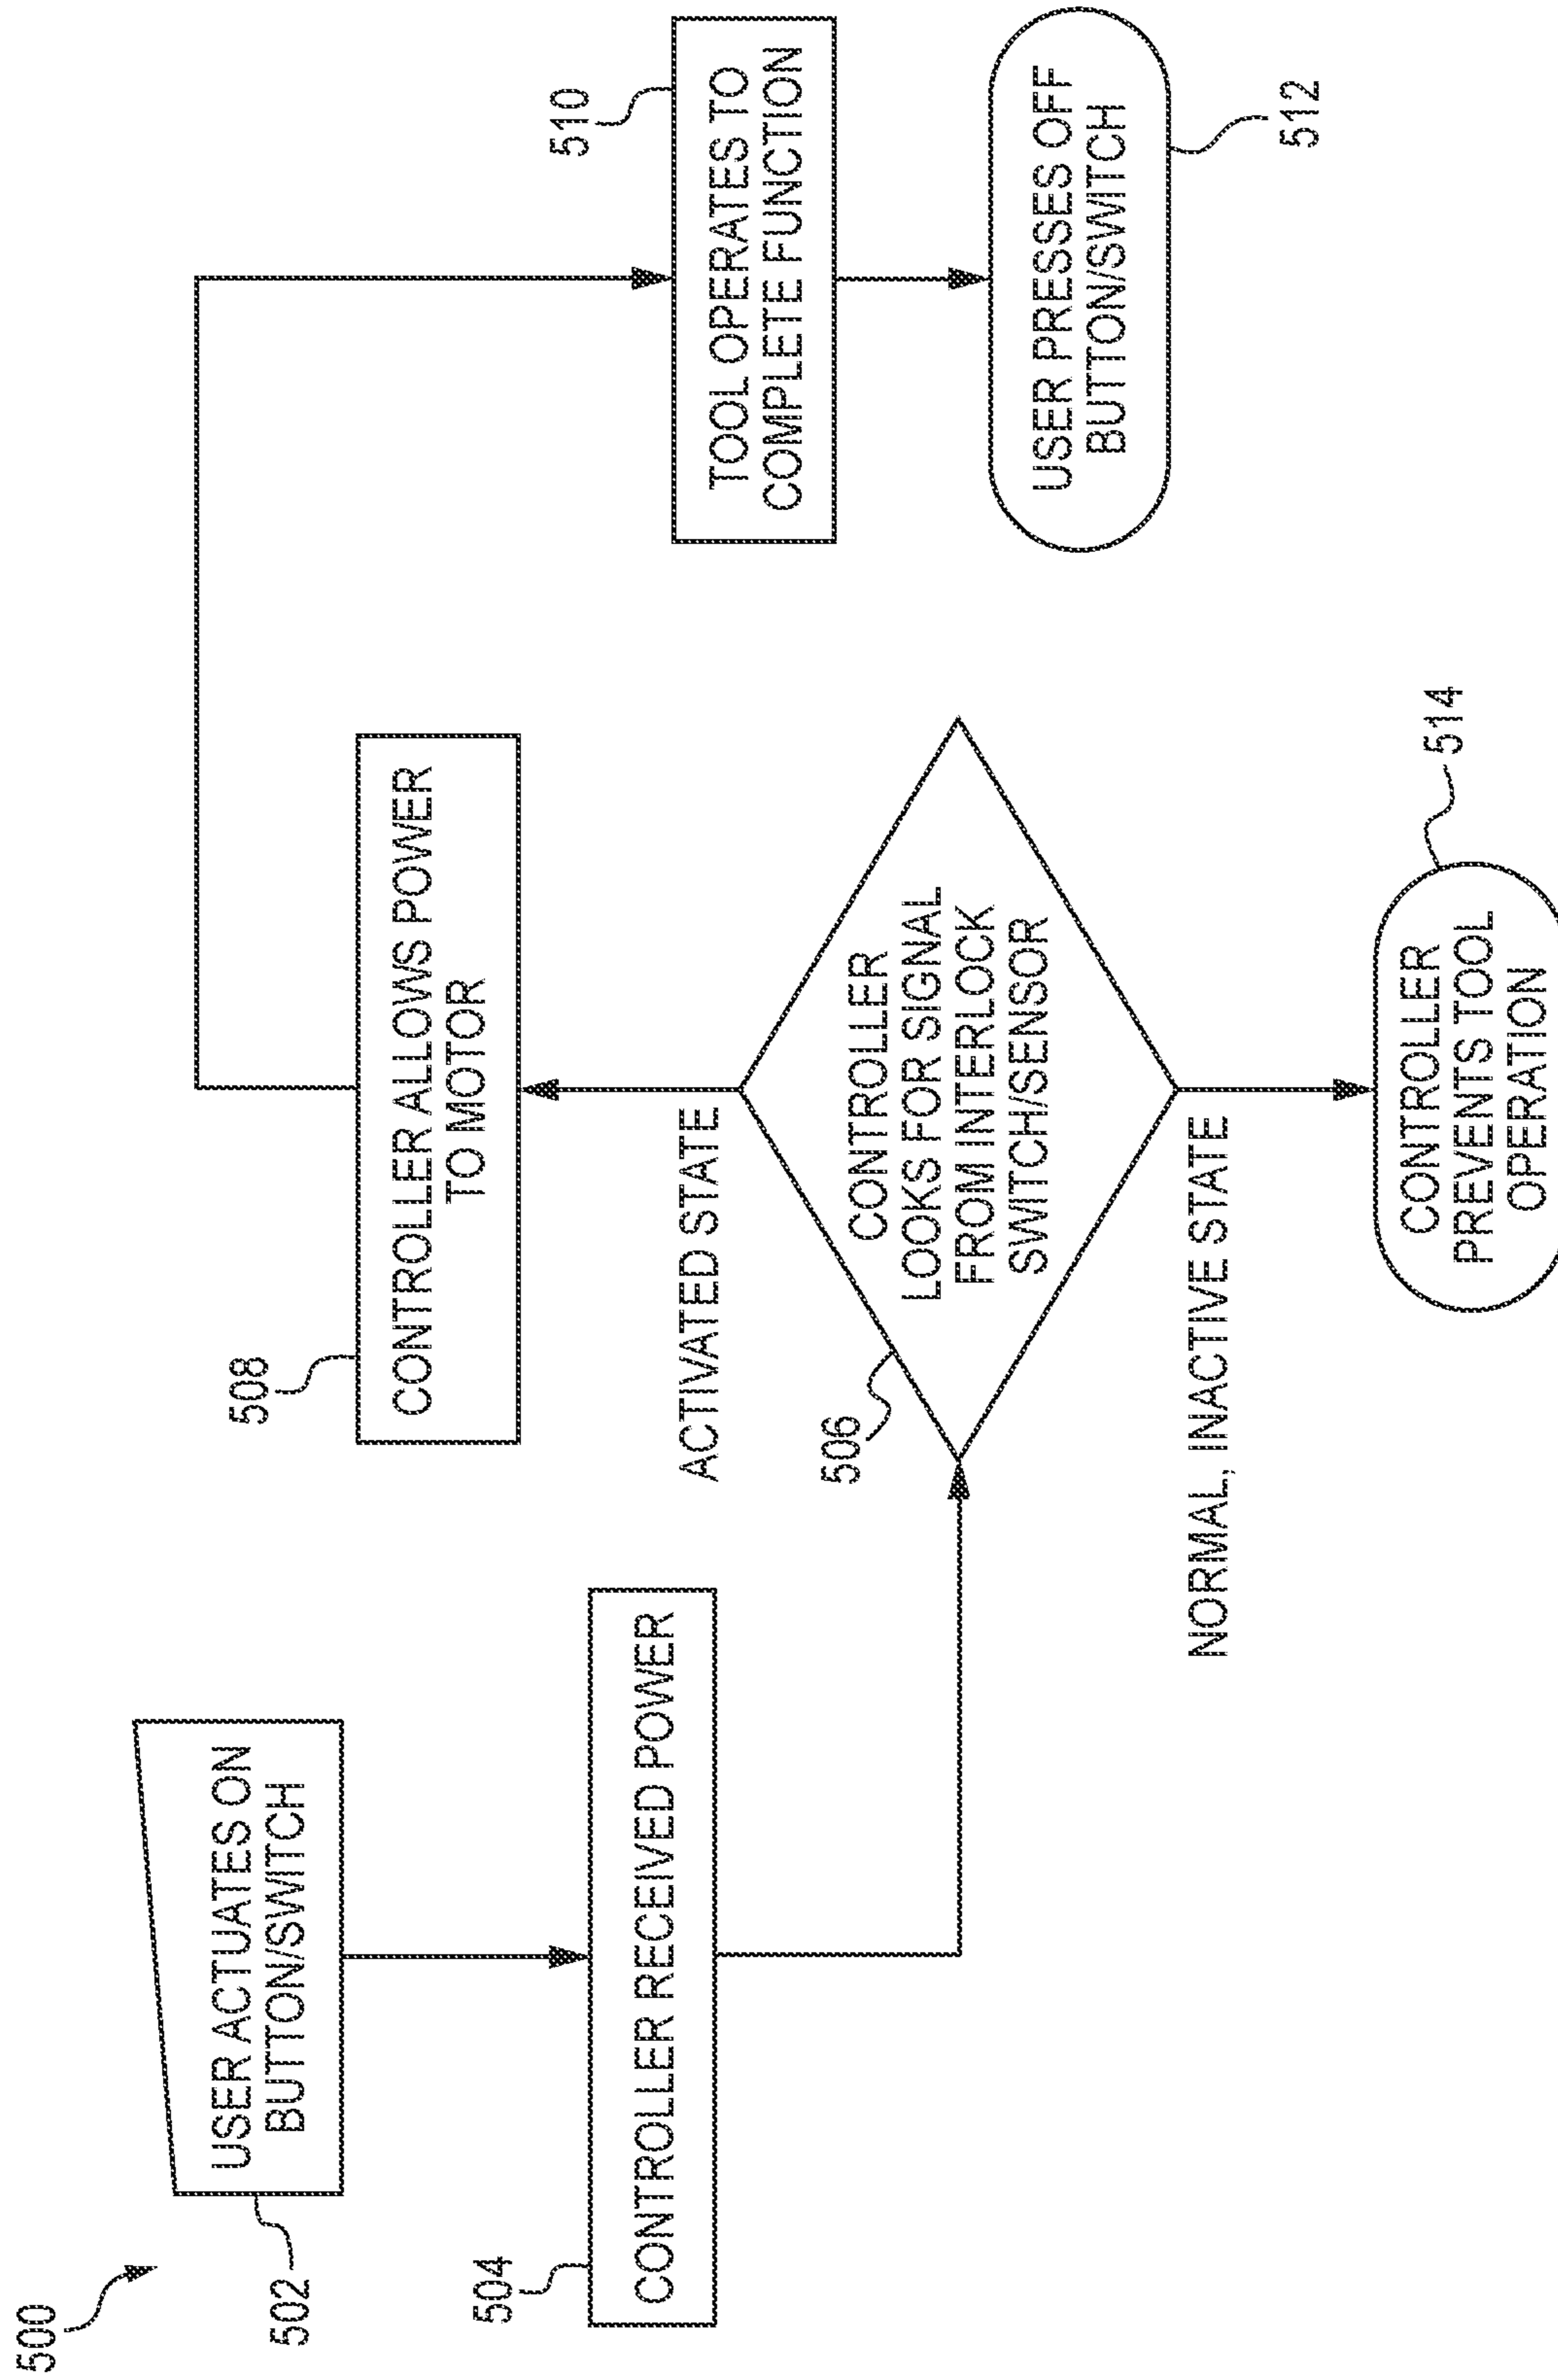 500
502
USER ACTUATES ON
BUTTON/SWITCH
504
CONTROLLER RECEIVED POWER
506
CONTROLLER
LOOKS FOR SIGNAL
FROM INTERLOCK
SWITCH/SENSOR
ACTIVATED STATE
508
CONTROLLER ALLOWS POWER
TO MOTOR
510
TOOL OPERATES TO
COMPLETE FUNCTION
USER PRESSES OFF
BUTTON/SWITCH
512
NORMAL, INACTIVE STATE
514
CONTROLLER
PREVENTS TOOL
OPERATION